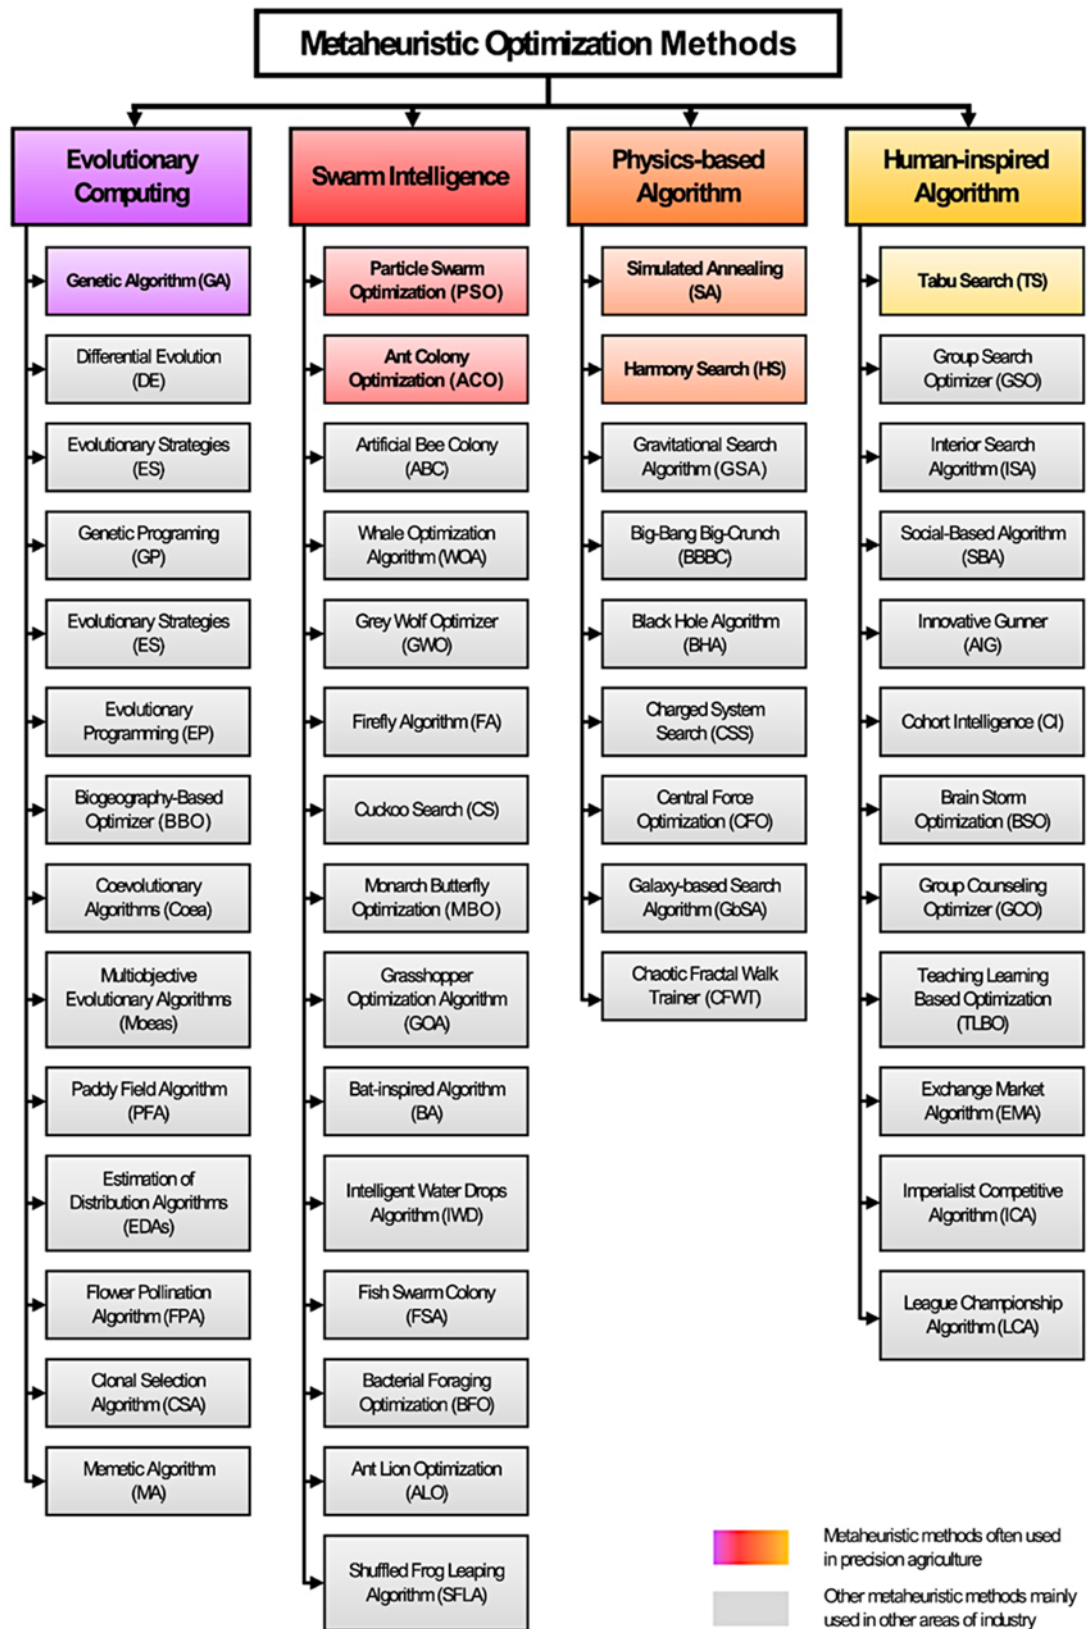 Metaheuristic Optimization Methods
Evolutionary
Computing
Genetic Algorithm (GA)
Differential Evolution
(DE)
Evolutionary Strategies
(ES)
Genetic Programing
(GP)
Evolutionary Strategies
(ES)
Evolutionary
Programming (EP)
Biogeography-Based
Optimizer (BBO)
Coevolutionary
Algorithms (Coea)
Multiobjective
Evolutionary Algorithms
(Moeas)
Paddy Field Algorithm
(PFA)
Estimation of
Distribution Algorithms
(EDAs)
Flower Pollination
Algorithm (FPA)
Clonal Selection
Algorithm (CSA)
Memetic Algorithm
(MA)
Swarm Intelligence
Particle Swarm
Optimization (PSO)
Ant Colony
Optimization (ACO)
Artificial Bee Colony
(ABC)
Whale Optimization
Algorithm (WOA)
Grey Wolf Optimizer
(GWO)
Firefly Algorithm (FA)
Cuckoo Search (CS)
Monarch Butterfly
Optimization (MBO)
Grasshopper
Optimization Algorithm
(GOA)
Bat-inspired Algorithm
(BA)
Intelligent Water Drops
Algorithm (IWD)
Fish Swarm Colony
(FSA)
Bacterial Foraging
Optimization (BFO)
Ant Lion Optimization
(ALO)
Shuffled Frog Leaping
Algorithm (SFLA)
Physics-based
Algorithm
Simulated Annealing
(SA)
Harmony Search (HS)
Gravitational Search
Algorithm (GSA)
Big-Bang Big-Crunch
(BBBC)
Black Hole Algorithm
(BHA)
Charged System
Search (CSS)
Central Force
Optimization (CFO)
Galaxy-based Search
Algorithm (GbSA)
Chaotic Fractal Walk
Trainer (CFWT)
Human-inspired
Algorithm
Tabu Search (TS)
Group Search
Optimizer (GSO)
Interior Search
Algorithm (ISA)
Social-Based Algorithm
(SBA)
Innovative Gunner
(AIG)
Cohort Intelligence (CI)
Brain Storm
Optimization (BSO)
Group Counseling
Optimizer (GCO)
Teaching Learning
Based Optimization
(TLBO)
Exchange Market
Algorithm (EMA)
Imperialist Competitive
Algorithm (ICA)
League Championship
Algorithm (LCA)
Metaheuristic methods often used
in precision agriculture
Other metaheuristic methods mainly
used in other areas of industry